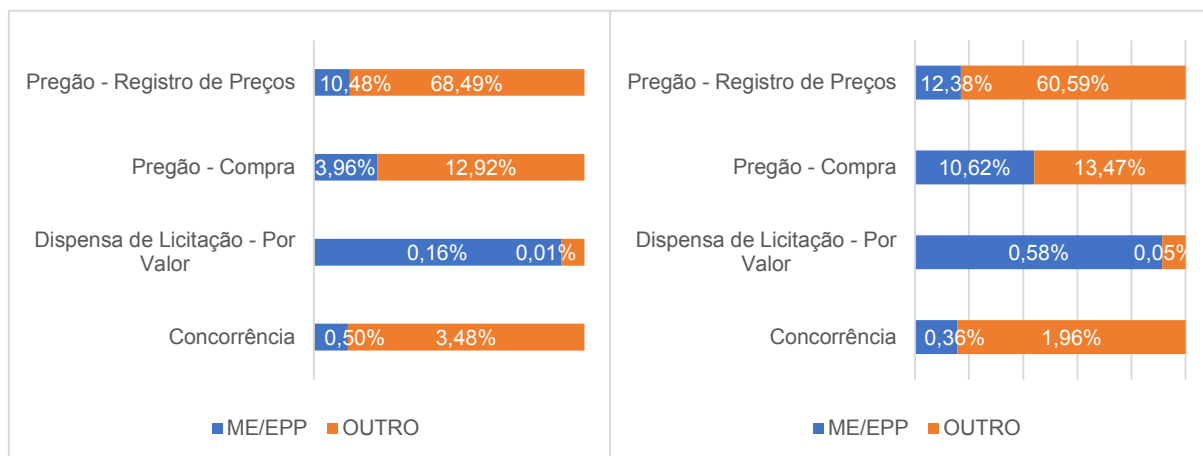 Pregão - Registro de Preços
10,48%
68,49%
Pregão - Compra
3,96%
12,92%
Dispensa de Licitação - Por
Valor
0,16%
0,01%
Concorrência
0,50%
3,48%
ME/EPP
OUTRO
Pregão - Registro de Preços
12,38%
60,59%
Pregão - Compra
10,62%
13,47%
Dispensa de Licitação - Por
Valor
0,58%
0,05%
Concorrência
0,36%
1,96%
ME/EPP
OUTRO